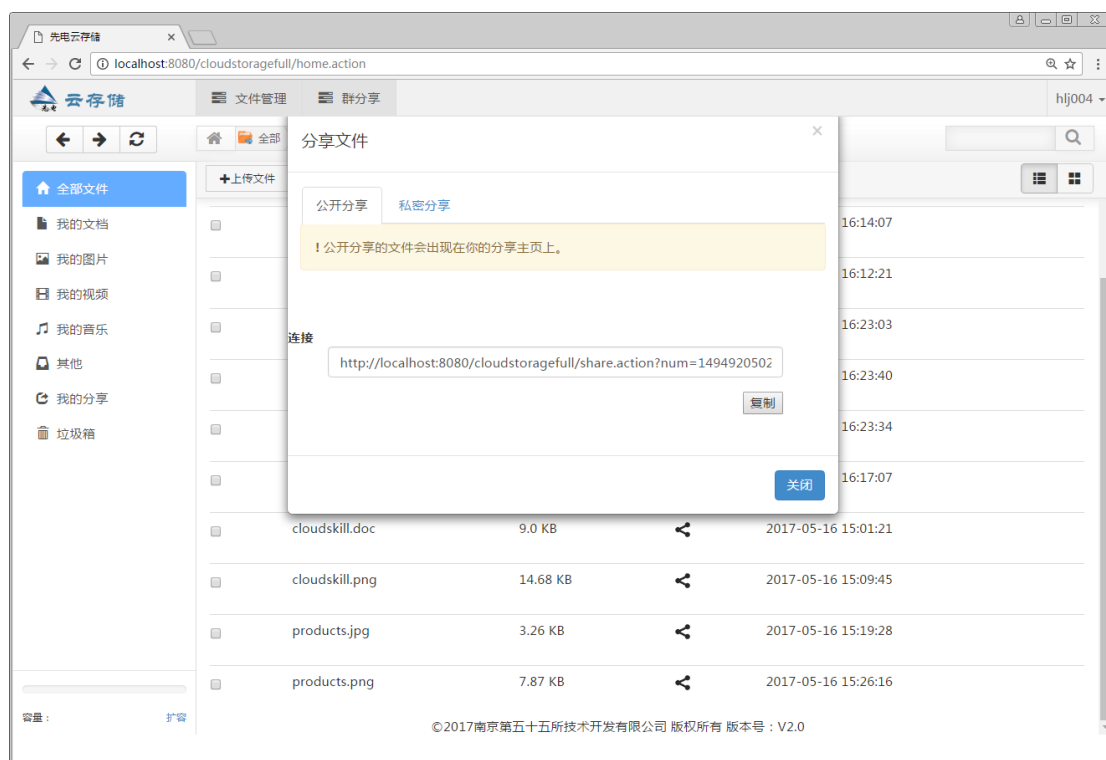 先电云存储
localhost:8080/cloudstoragefull/home.action
先电 云存储
文件管理
群分享
hlj004
全部
分享文件
×
上传文件
全部文件
公开分享
私密分享
我的文档
16:14:07
! 公开分享的文件会出现在你的分享主页上。
我的图片
16:12:21
我的视频
我的音乐
16:23:03
连接
http://localhost:8080/cloudstoragefull/share.action?num=1494920502
其他
16:23:40
我的分享
复制
垃圾箱
16:23:34
16:17:07
关闭
cloudskill.doc 9.0 KB 2017-05-16 15:01:21
cloudskill.png 14.68 KB 2017-05-16 15:09:45
products.jpg 3.26 KB 2017-05-16 15:19:28
products.png 7.87 KB 2017-05-16 15:26:16
容量：
扩容
©2017南京第五十五所技术开发有限公司 版权所有 版本号：V2.0